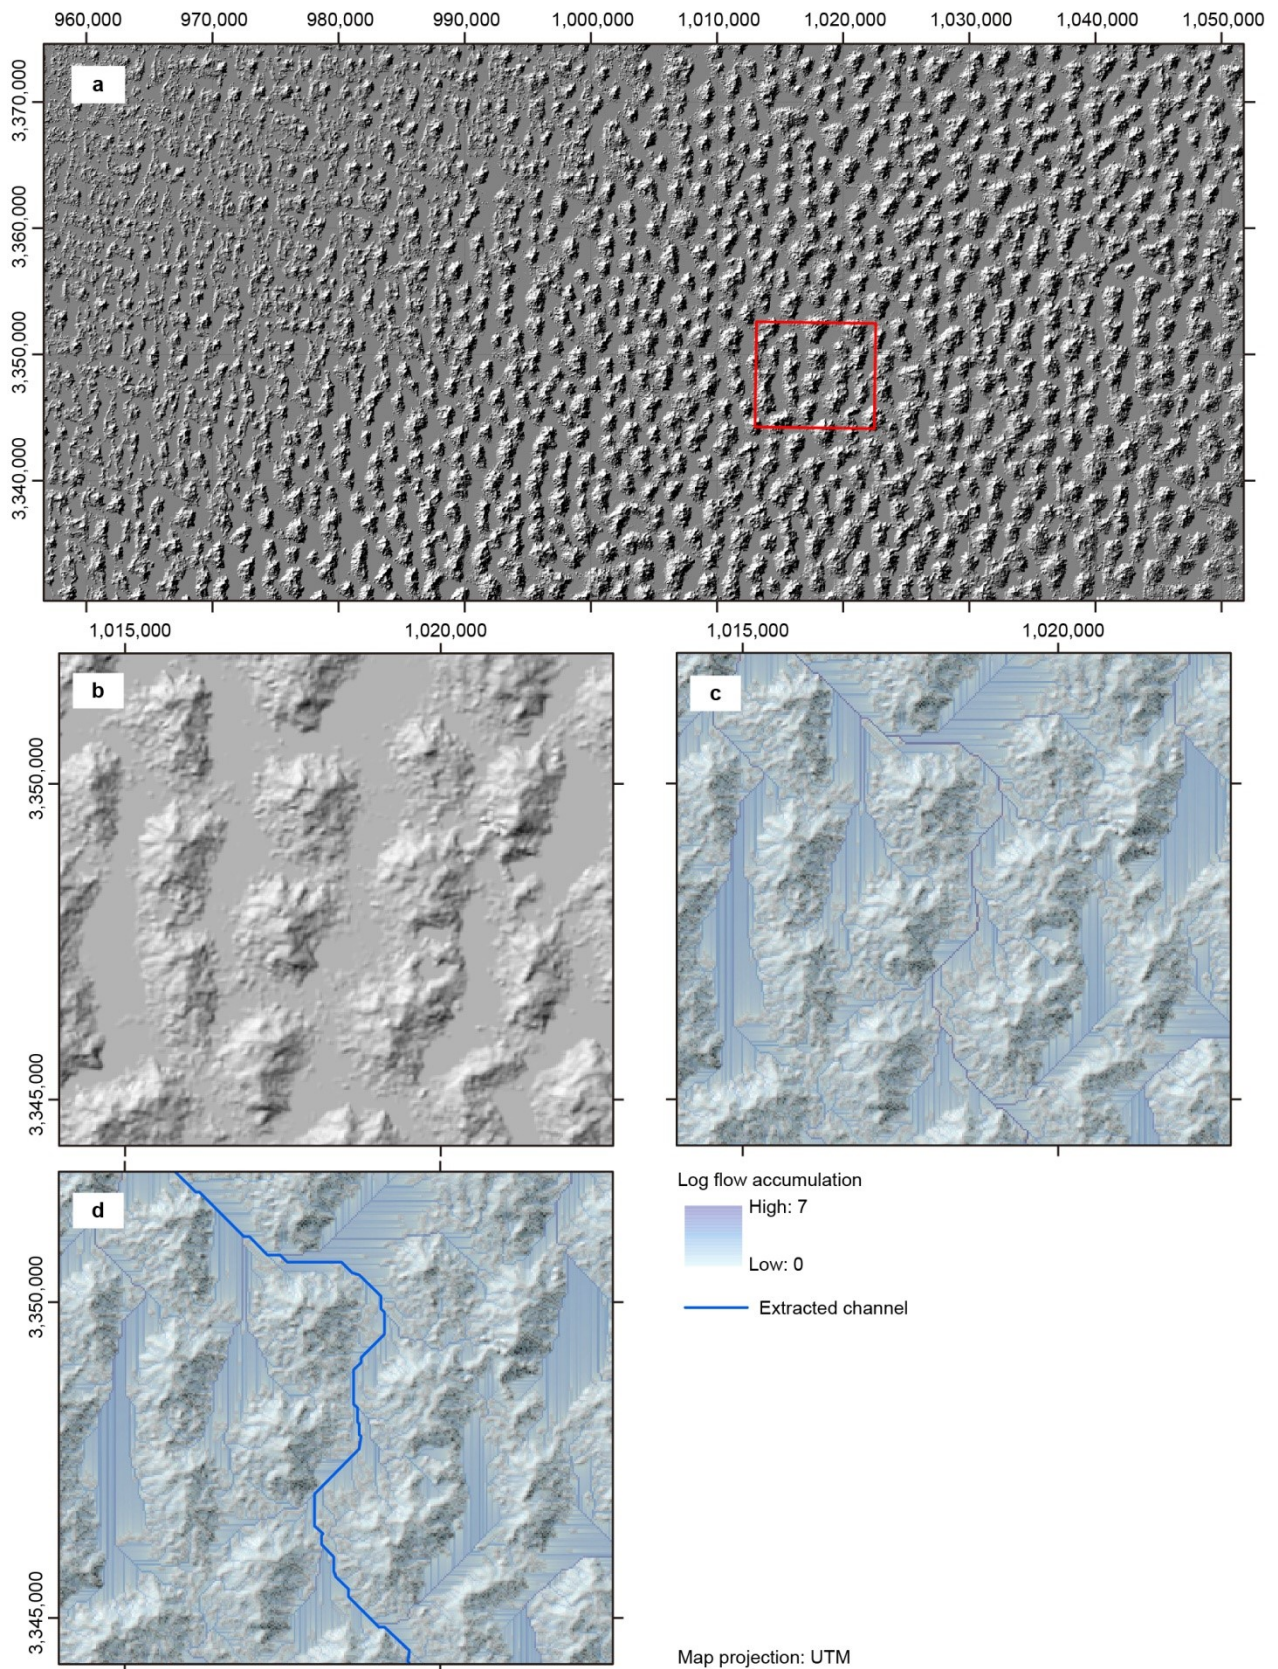 960,000 970,000 980,000 990,000 1,000,000 1,010,000 1,020,000 1,030,000 1,040,000 1,050,000
a
3,370,000
3,360,000
3,350,000
3,340,000
1,015,000 1,020,000
b
3,350,000
3,345,000
1,015,000 1,020,000
c
d
3,350,000
3,345,000
Log flow accumulation
High: 7
Low: 0
Extracted channel
Map projection: UTM